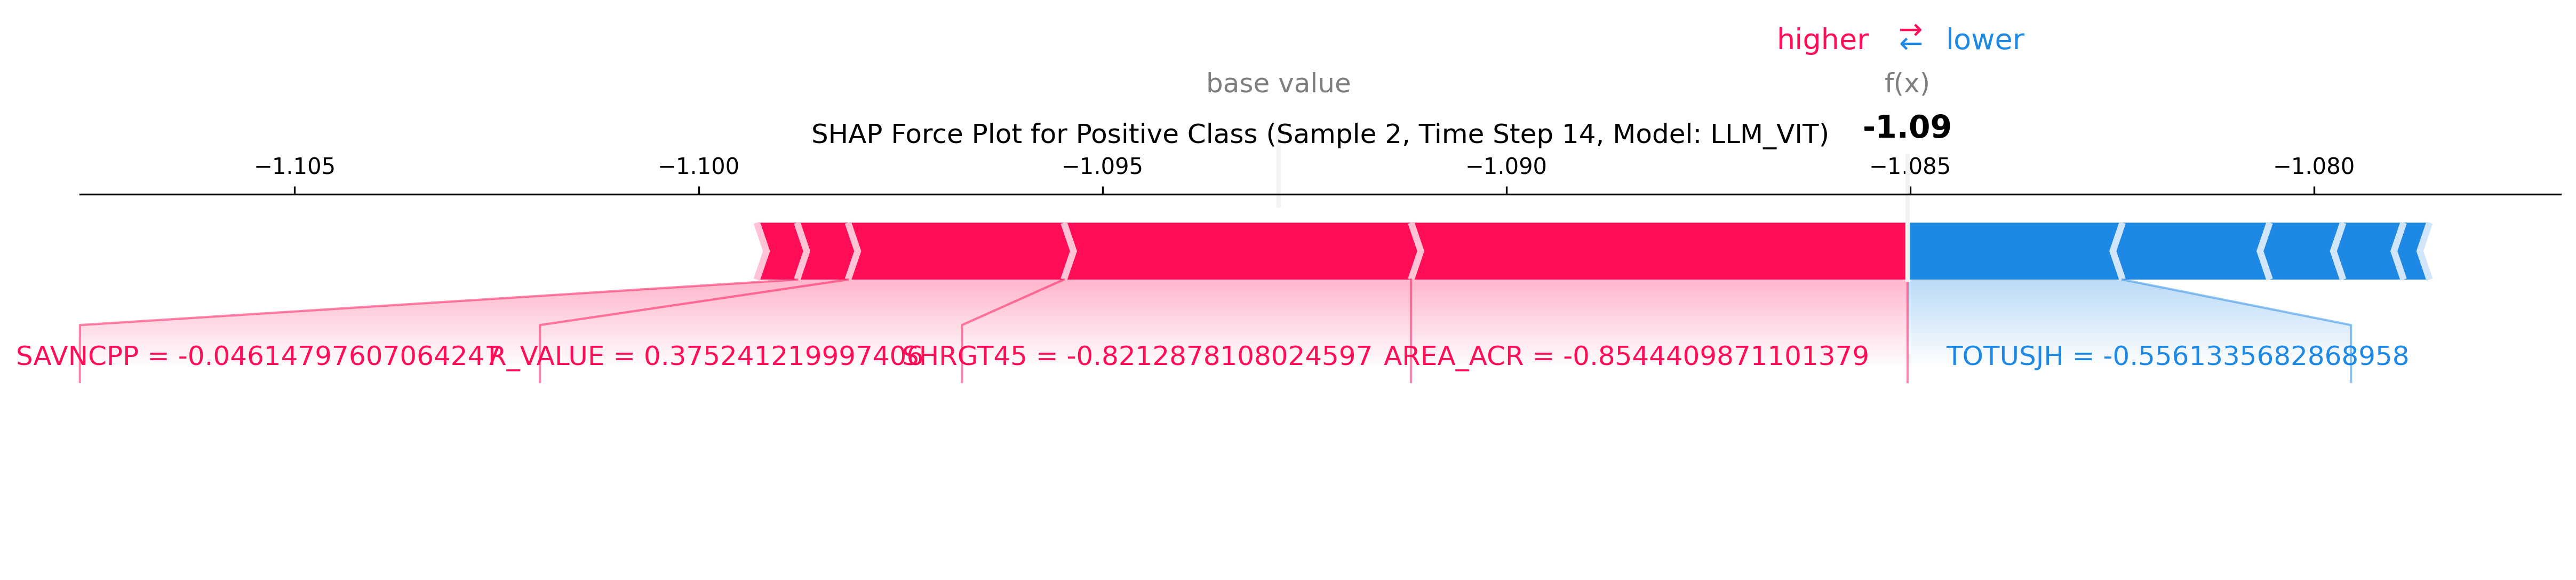 higher ⇄ lower
base value f(x)
SHAP Force Plot for Positive Class (Sample 2, Time Step 14, Model: LLM_VIT) -1.09
−1.105 −1.100 −1.095 −1.090 −1.085 −1.080
SAVNCPP = -0.04614797607064247 R_VALUE = 0.375241219997406 SHRGT45 = -0.8212878108024597 AREA_ACR = -0.8544409871101379 TOTUSJH = -0.5561335682868958